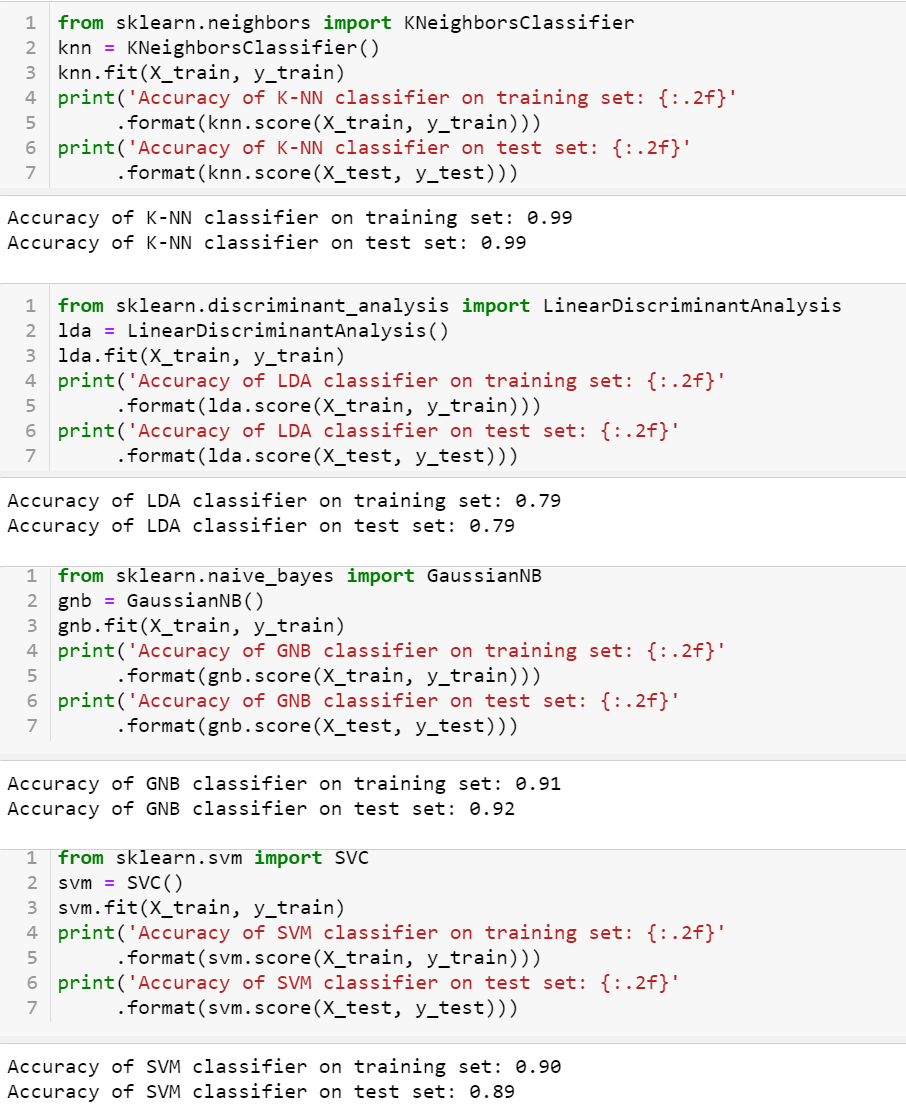 1 from sklearn.neighbors import KNeighborsClassifier
2 knn = KNeighborsClassifier()
3 knn.fit(X_train, y_train)
4 print('Accuracy of K-NN classifier on training set: {:.2f}'
5      .format(knn.score(X_train, y_train)))
6 print('Accuracy of K-NN classifier on test set: {:.2f}'
7      .format(knn.score(X_test, y_test)))
Accuracy of K-NN classifier on training set: 0.99
Accuracy of K-NN classifier on test set: 0.99
1 from sklearn.discriminant_analysis import LinearDiscriminantAnalysis
2 lda = LinearDiscriminantAnalysis()
3 lda.fit(X_train, y_train)
4 print('Accuracy of LDA classifier on training set: {:.2f}'
5      .format(lda.score(X_train, y_train)))
6 print('Accuracy of LDA classifier on test set: {:.2f}'
7      .format(lda.score(X_test, y_test)))
Accuracy of LDA classifier on training set: 0.79
Accuracy of LDA classifier on test set: 0.79
1 from sklearn.naive_bayes import GaussianNB
2 gnb = GaussianNB()
3 gnb.fit(X_train, y_train)
4 print('Accuracy of GNB classifier on training set: {:.2f}'
5      .format(gnb.score(X_train, y_train)))
6 print('Accuracy of GNB classifier on test set: {:.2f}'
7      .format(gnb.score(X_test, y_test)))
Accuracy of GNB classifier on training set: 0.91
Accuracy of GNB classifier on test set: 0.92
1 from sklearn.svm import SVC
2 svm = SVC()
3 svm.fit(X_train, y_train)
4 print('Accuracy of SVM classifier on training set: {:.2f}'
5      .format(svm.score(X_train, y_train)))
6 print('Accuracy of SVM classifier on test set: {:.2f}'
7      .format(svm.score(X_test, y_test)))
Accuracy of SVM classifier on training set: 0.90
Accuracy of SVM classifier on test set: 0.89